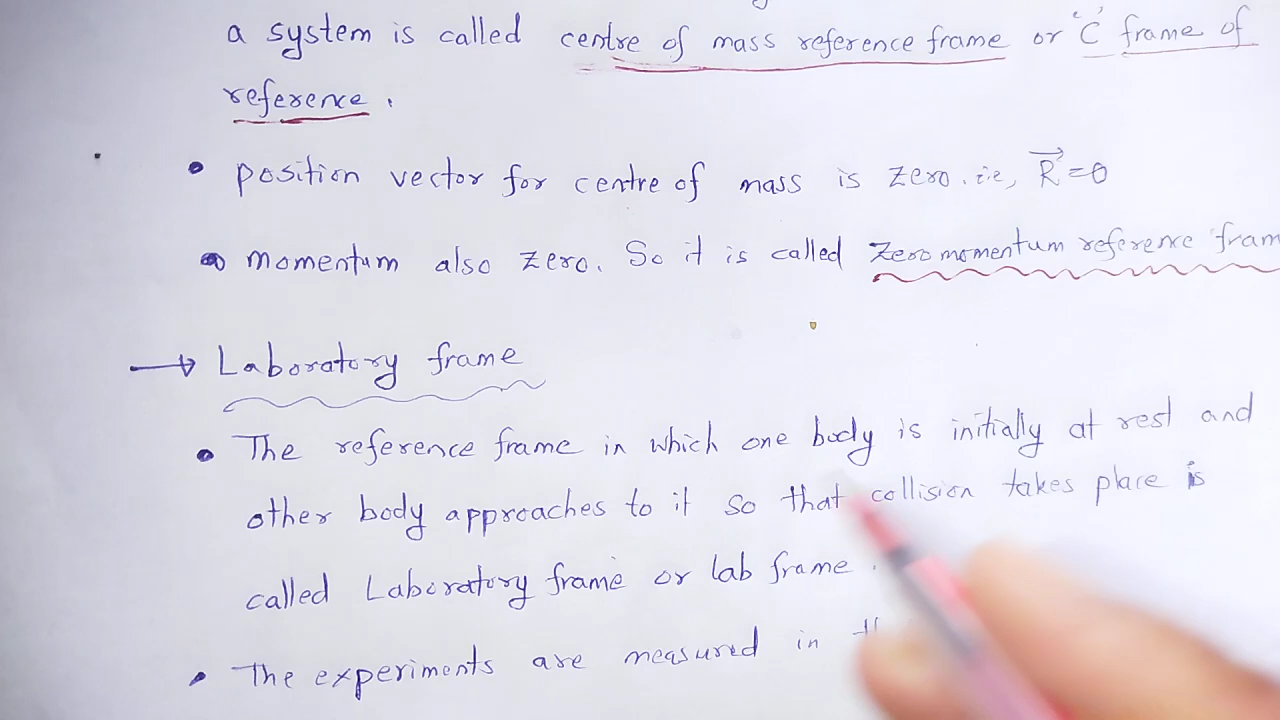 a system is called centre of mass reference frame or 'C' frame of
reference.
• position vector for centre of mass is zero. i.e, R⃗=0
• momentum also zero. So it is called Zero momentum reference fram
→ Laboratory frame
• The reference frame in which one body is initially at rest and
other body approaches to it so that collision takes place is
called Laboratory frame or lab frame.
• The experiments are measured in